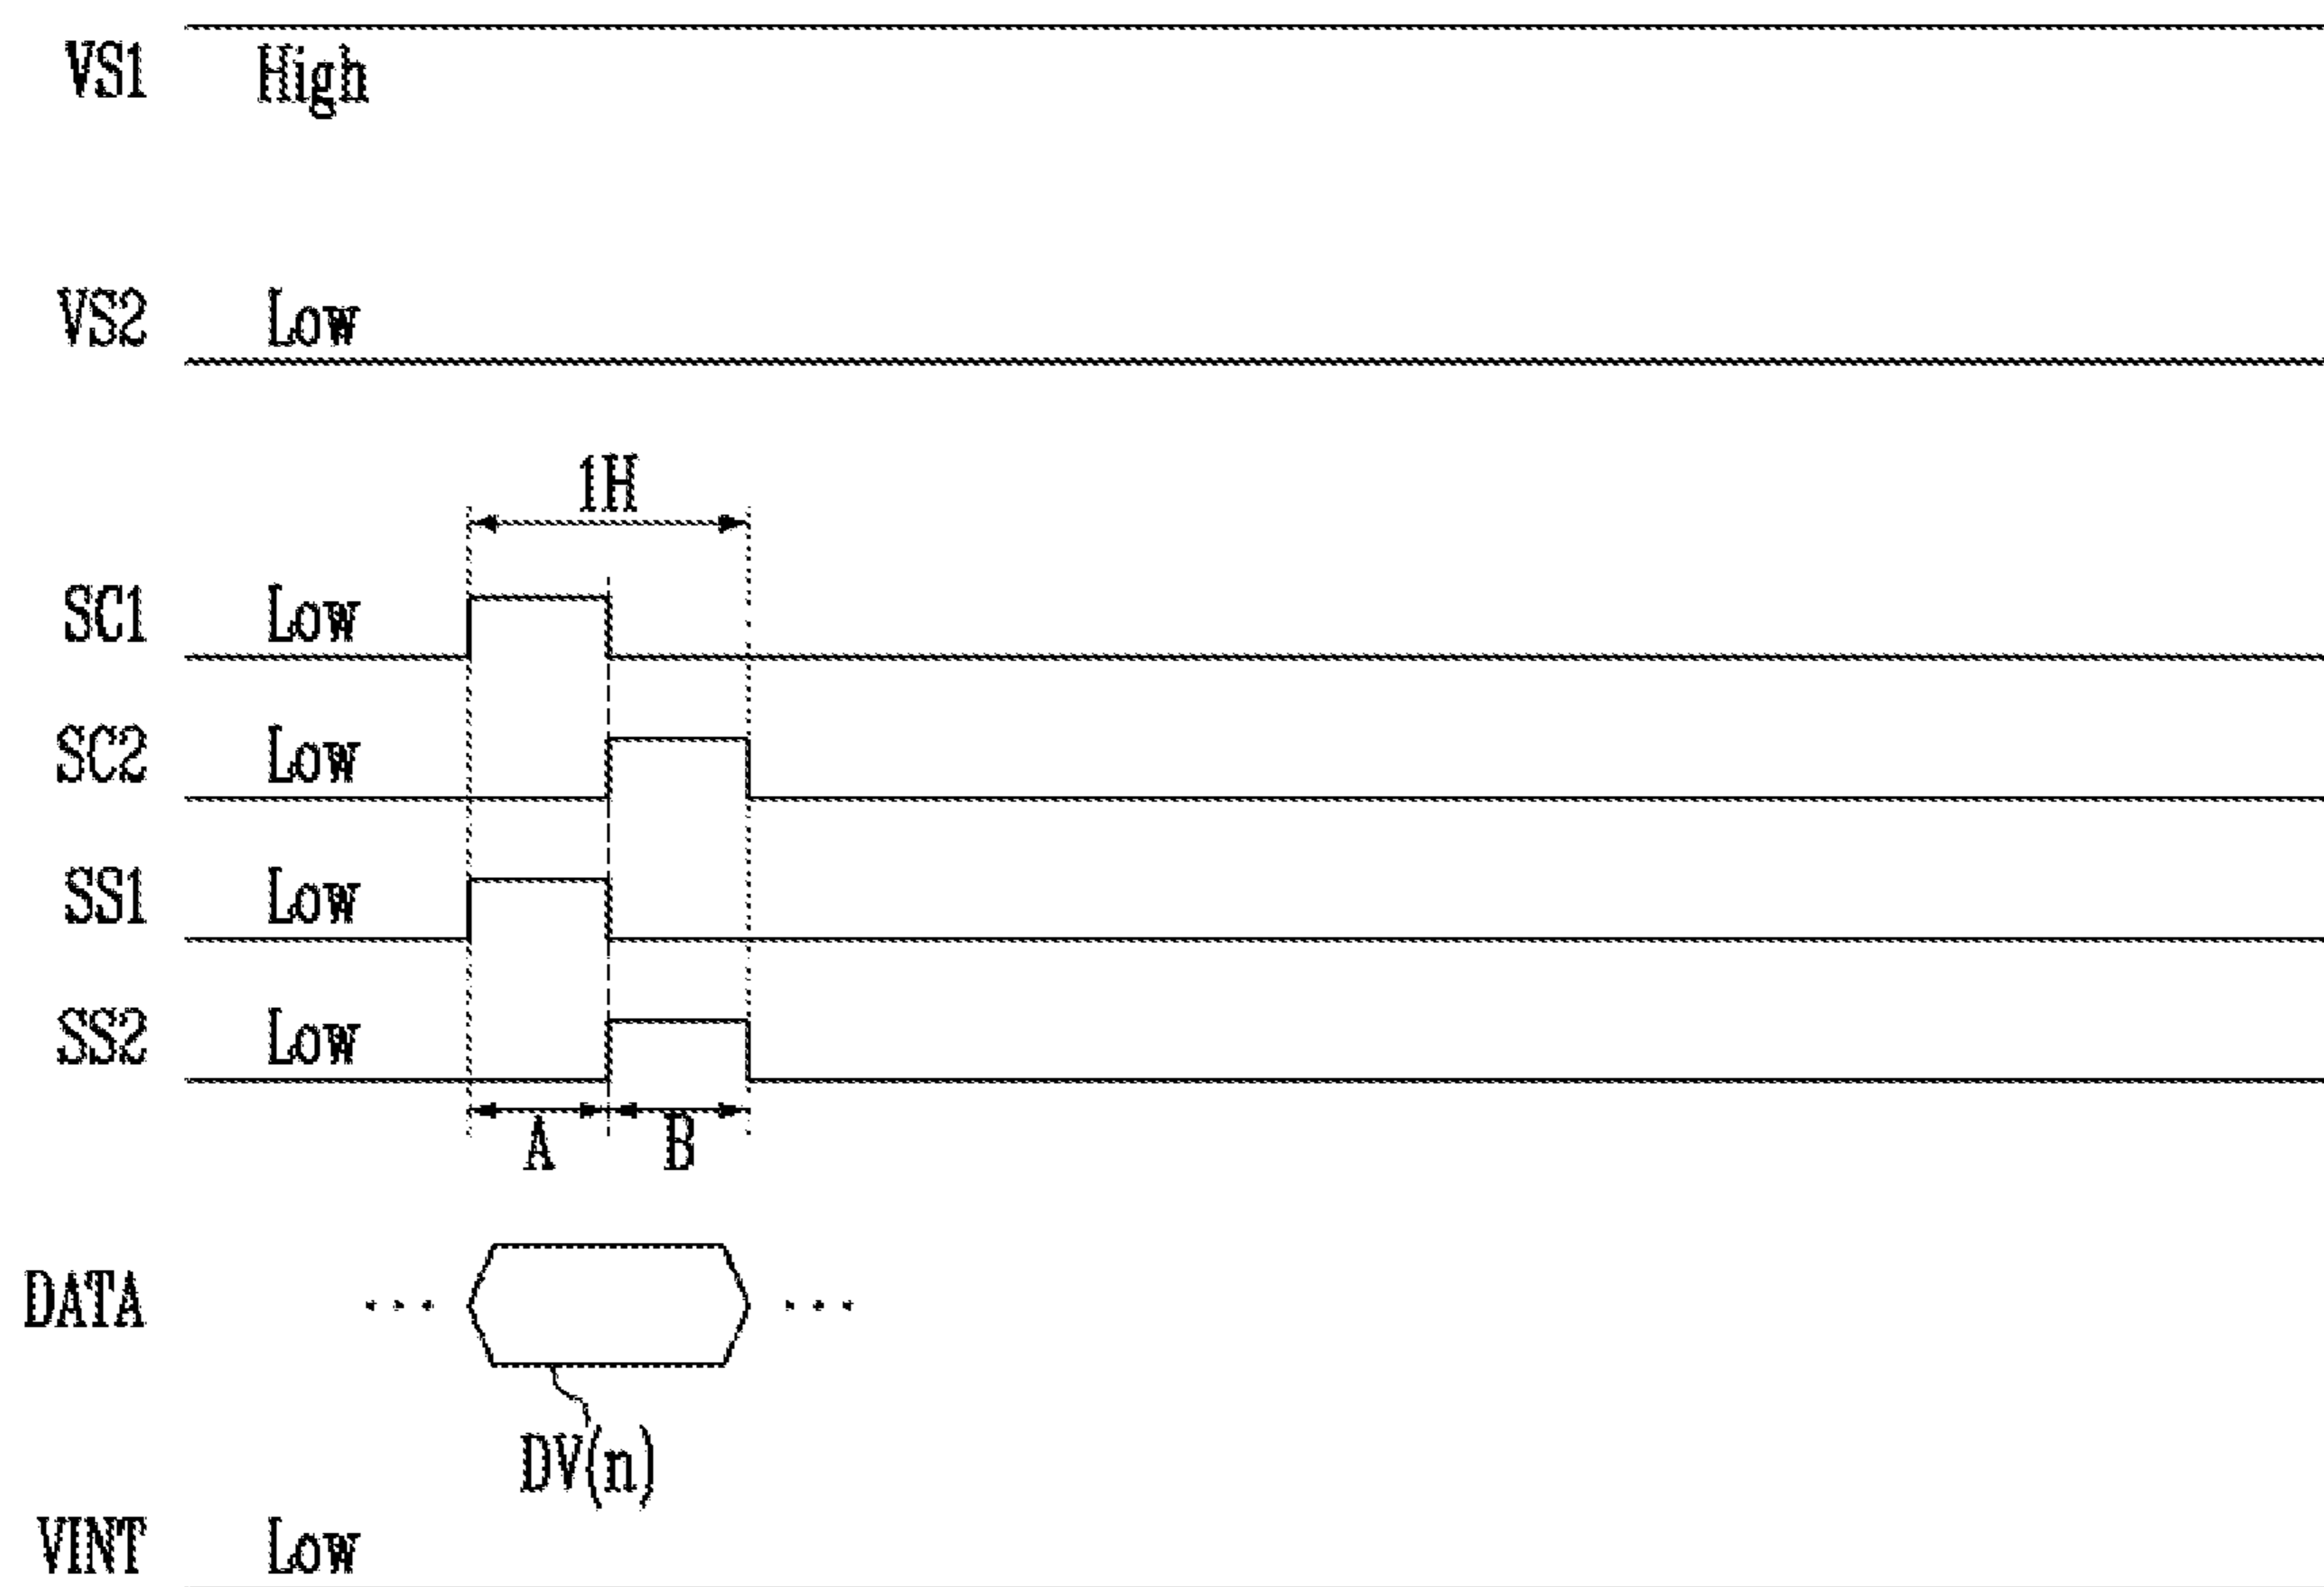 VS1 High
VS2 Low
1H
SC1 Low
SC2 Low
SS1 Low
SS2 Low
A B
DATA ... ...
DV(n)
VINT Low